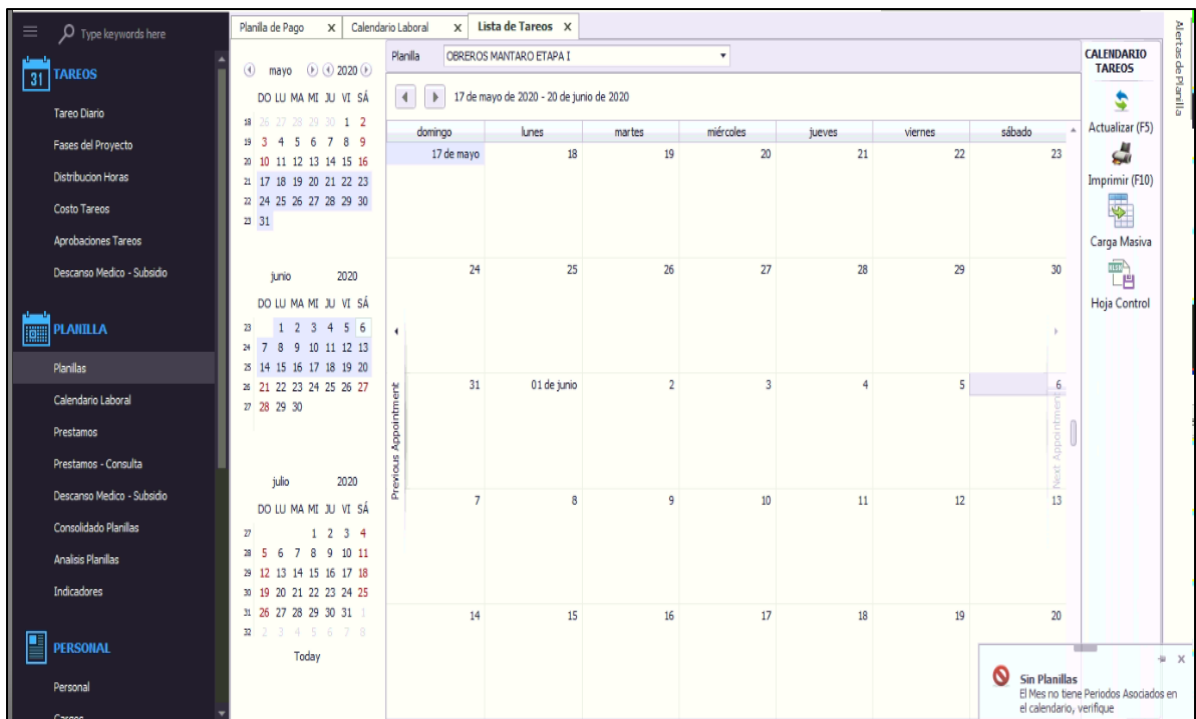 Type keywords here
31 TAREOS
Tareo Diario
Fases del Proyecto
Distribucion Horas
Costo Tareos
Aprobaciones Tareos
Descanso Medico - Subsidio
PLANILLA
Planillas
Calendario Laboral
Prestamos
Prestamos - Consulta
Descanso Medico - Subsidio
Consolidado Planillas
Analisis Planillas
Indicadores
PERSONAL
Personal
Cargos
Planilla de Pago X Calendario Laboral X Lista de Tareos X
mayo 2020
DO LU MA MI JU VI SÁ
18 26 27 28 29 30 1 2
19 3 4 5 6 7 8 9
20 10 11 12 13 14 15 16
21 17 18 19 20 21 22 23
22 24 25 26 27 28 29 30
23 31
junio 2020
DO LU MA MI JU VI SÁ
23 1 2 3 4 5 6
24 7 8 9 10 11 12 13
25 14 15 16 17 18 19 20
26 21 22 23 24 25 26 27
27 28 29 30
julio 2020
DO LU MA MI JU VI SÁ
27 1 2 3 4
28 5 6 7 8 9 10 11
29 12 13 14 15 16 17 18
30 19 20 21 22 23 24 25
31 26 27 28 29 30 31 1
32 2 3 4 5 6 7 8
Today
Planilla OBREROS MANTARO ETAPA I
17 de mayo de 2020 - 20 de junio de 2020
domingo lunes martes miércoles jueves viernes sábado
17 de mayo 18 19 20 21 22 23
24 25 26 27 28 29 30
31 01 de junio 2 3 4 5 6
7 8 9 10 11 12 13
14 15 16 17 18 19 20
Previous Appointment
Next Appointment
CALENDARIO
TAREOS
Actualizar (F5)
Imprimir (F10)
Carga Masiva
Hoja Control
Alertas de Planilla
Sin Planillas
El Mes no tiene Periodos Asociados en
el calendario, verifique